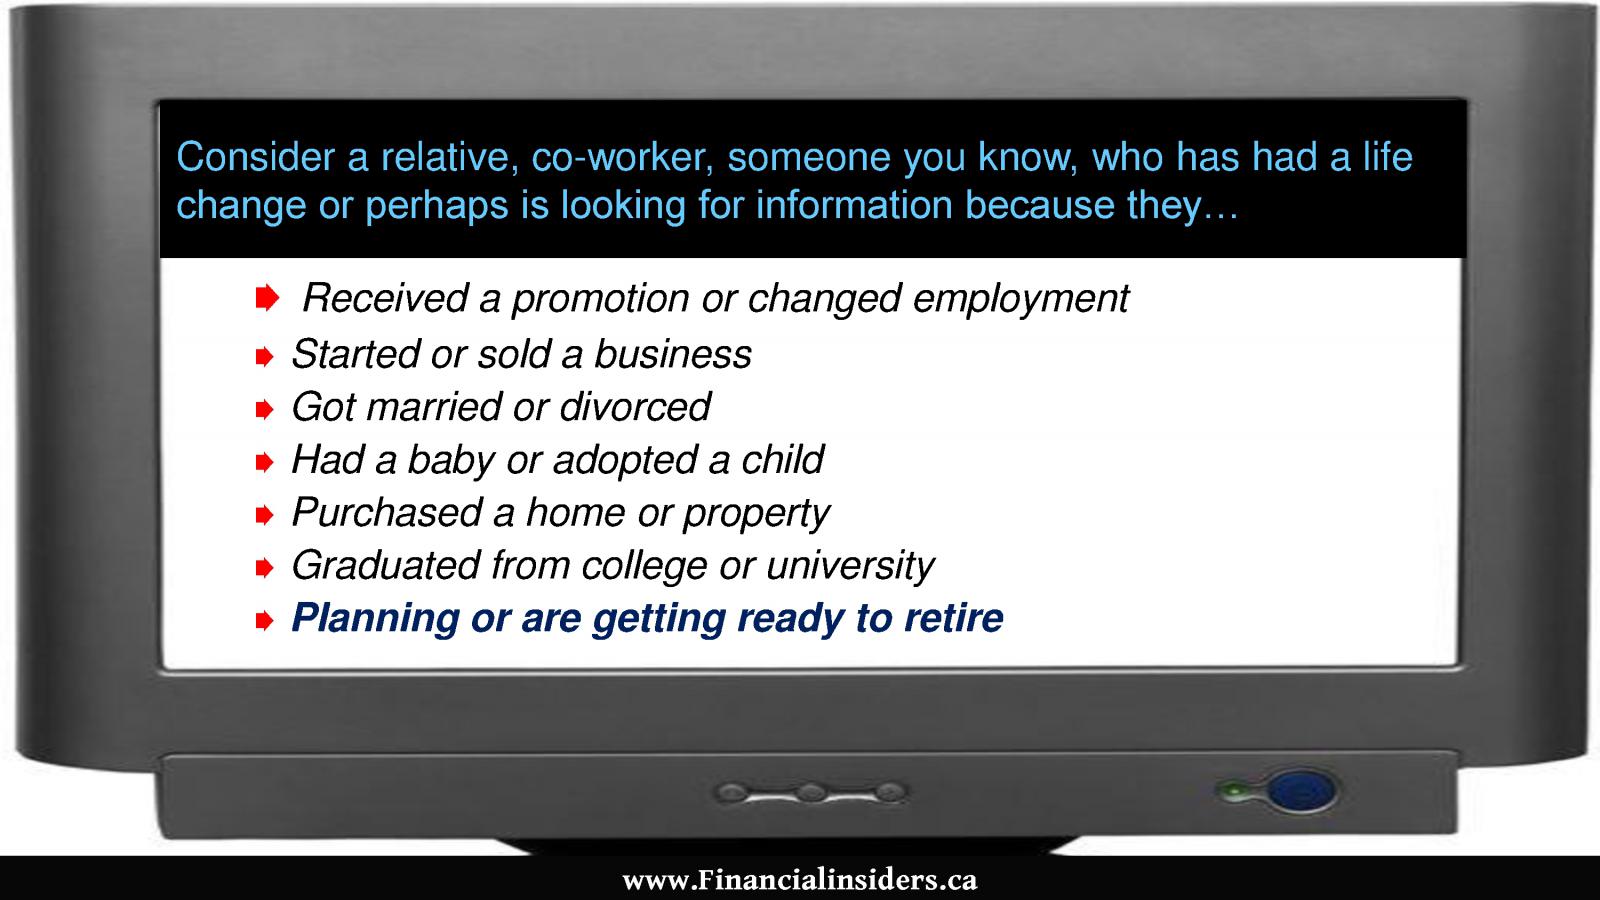 Consider a relative, co-worker, someone you know, who has had a life
change or perhaps is looking for information because they…
Received a promotion or changed employment
Started or sold a business
Got married or divorced
Had a baby or adopted a child
Purchased a home or property
Graduated from college or university
Planning or are getting ready to retire
www.Financialinsiders.ca